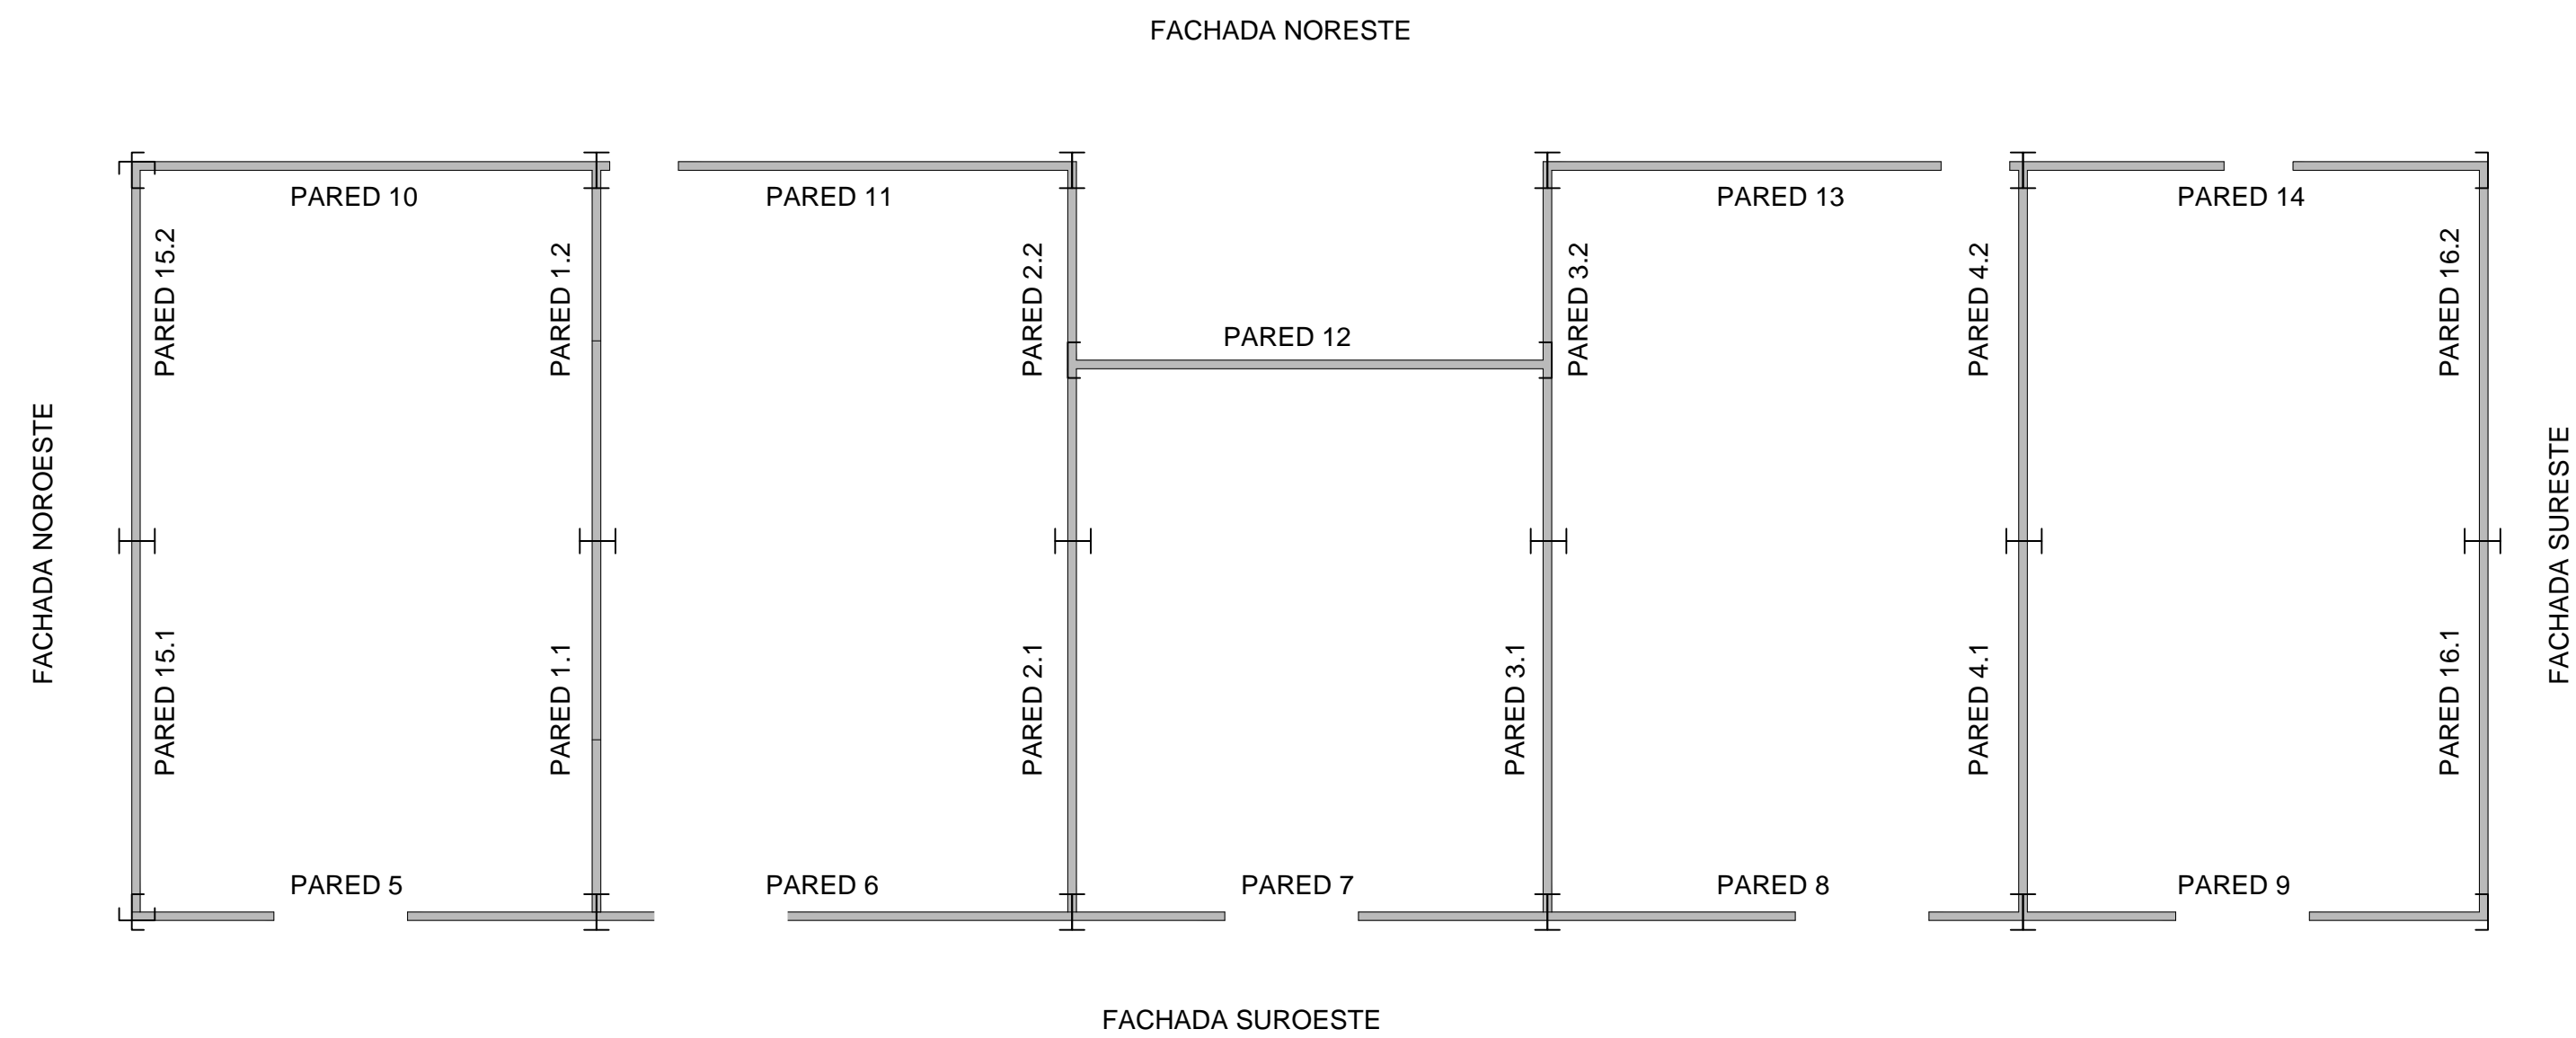 FACHADA NORESTE
PARED 10
PARED 11
PARED 13
PARED 14
PARED 15.2
PARED 1.2
PARED 2.2
PARED 3.2
PARED 4.2
PARED 16.2
PARED 12
FACHADA NOROESTE
FACHADA SURESTE
PARED 15.1
PARED 1.1
PARED 2.1
PARED 3.1
PARED 4.1
PARED 16.1
PARED 5
PARED 6
PARED 7
PARED 8
PARED 9
FACHADA SUROESTE